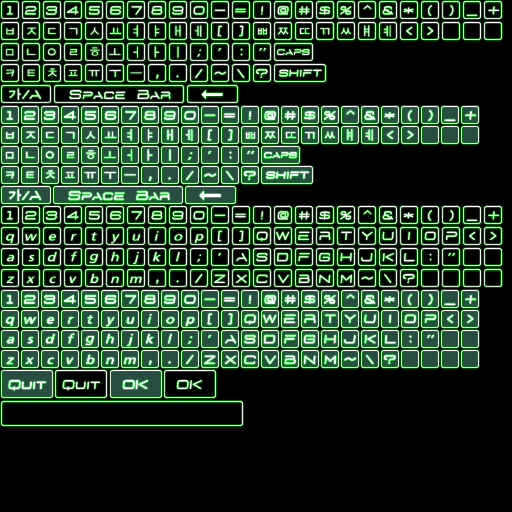 1 2 3 4 5 6 7 8 9 0 - = ! @ # $ % ^ & * ( ) _ +
ㅂ ㅈ ㄷ ㄱ ㅅ ㅛ ㅕ ㅑ ㅐ ㅔ [ ] ㅃ ㅉ ㄸ ㄲ ㅆ ㅒ ㅖ < >
ㅁ ㄴ ㅇ ㄹ ㅎ ㅗ ㅓ ㅏ ㅣ ; ' : " CAPS
ㅋ ㅌ ㅊ ㅍ ㅠ ㅜ ㅡ , . / ~ \ ? SHIFT
가/A SPACE BAR ←
1 2 3 4 5 6 7 8 9 0 - = ! @ # $ % ^ & * ( ) _ +
ㅂ ㅈ ㄷ ㄱ ㅅ ㅛ ㅕ ㅑ ㅐ ㅔ [ ] ㅃ ㅉ ㄸ ㄲ ㅆ ㅒ ㅖ < >
ㅁ ㄴ ㅇ ㄹ ㅎ ㅗ ㅓ ㅏ ㅣ ; ' : " CAPS
ㅋ ㅌ ㅊ ㅍ ㅠ ㅜ ㅡ , . / ~ \ ? SHIFT
가/A SPACE BAR ←
1 2 3 4 5 6 7 8 9 0 - = ! @ # $ % ^ & * ( ) _ +
q w e r t y u i o p [ ] Q W E R T Y U I O P < >
a s d f g h j k l ; ' A S D F G H J K L : "
z x c v b n m , . / Z X C V B N M ~ \ ?
1 2 3 4 5 6 7 8 9 0 - = ! @ # $ % ^ & * ( ) _ +
q w e r t y u i o p [ ] Q W E R T Y U I O P < >
a s d f g h j k l ; ' A S D F G H J K L : "
z x c v b n m , . / Z X C V B N M ~ \ ?
QUIT QUIT OK OK